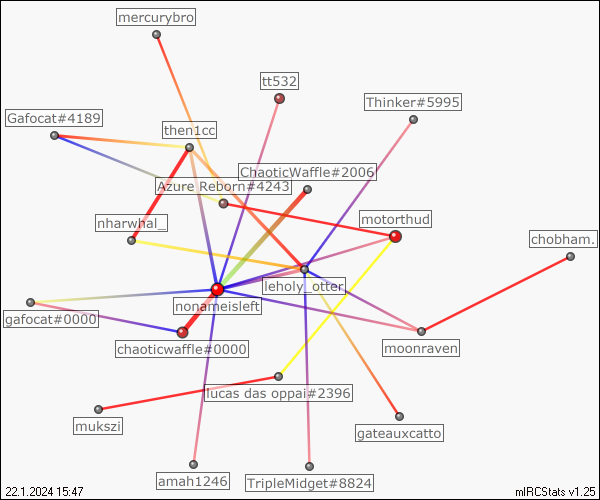 mercurybro
tt532
Thinker#5995
Gafocat#4189
then1cc
ChaoticWaffle#2006
Azure Reborn#4243
nharwhal_
motorthud
chobham.
leholy_otter
nonameisleft
gafocat#0000
chaoticwaffle#0000
moonraven
lucas das oppai#2396
mukszi
gateauxcatto
amah1246
TripleMidget#8824
22.1.2024 15:47
mIRCStats v1.25